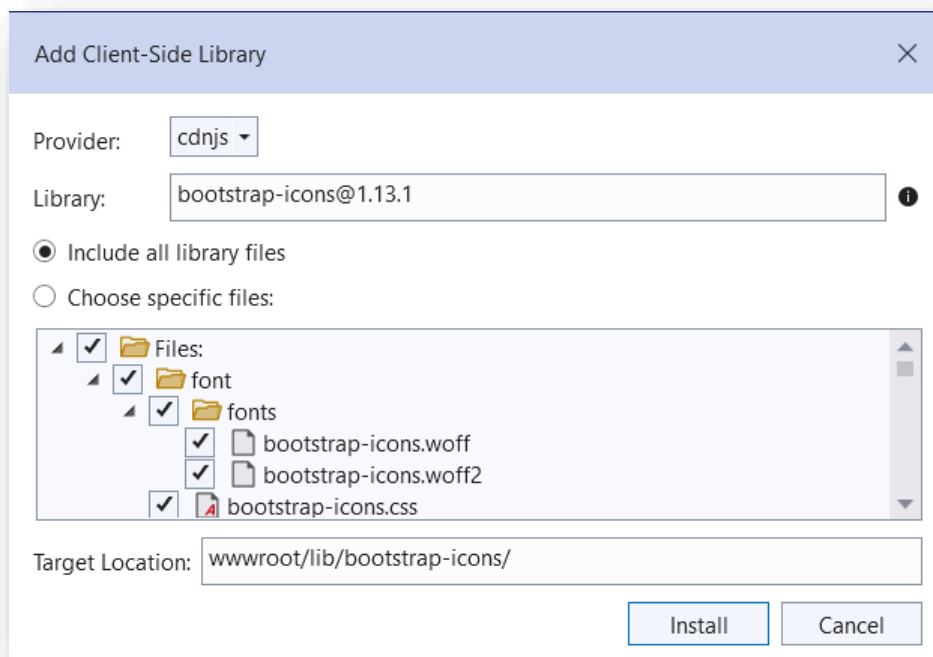 Add Client-Side Library
Provider: cdnjs
Library: bootstrap-icons@1.13.1
Include all library files
Choose specific files:
Files:
font
fonts
bootstrap-icons.woff
bootstrap-icons.woff2
bootstrap-icons.css
Target Location: wwwroot/lib/bootstrap-icons/
Install Cancel